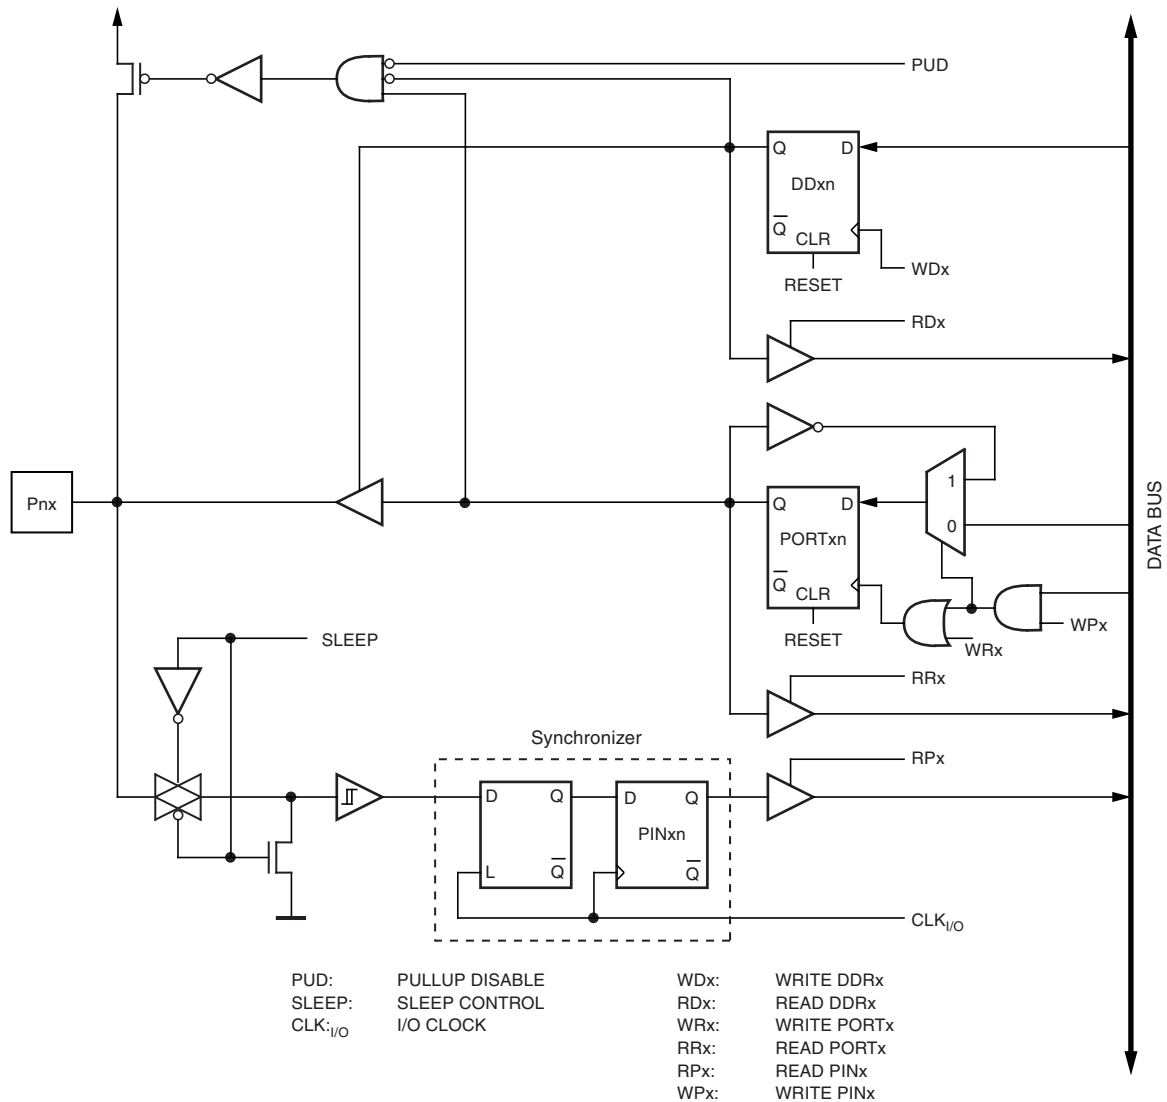 PUD
Q D
DDxn
Q
CLR
WDx
RESET
RDx
1
Pnx
Q D
0
PORTxn
DATA BUS
Q
CLR
WPx
RESET
WRx
SLEEP
RRx
Synchronizer
RPx
D Q D Q
PINxn
L Q Q
CLKI/O
PUD: PULLUP DISABLE
SLEEP: SLEEP CONTROL
CLK:I/O I/O CLOCK
WDx: WRITE DDRx
RDx: READ DDRx
WRx: WRITE PORTx
RRx: READ PORTx
RPx: READ PINx
WPx: WRITE PINx